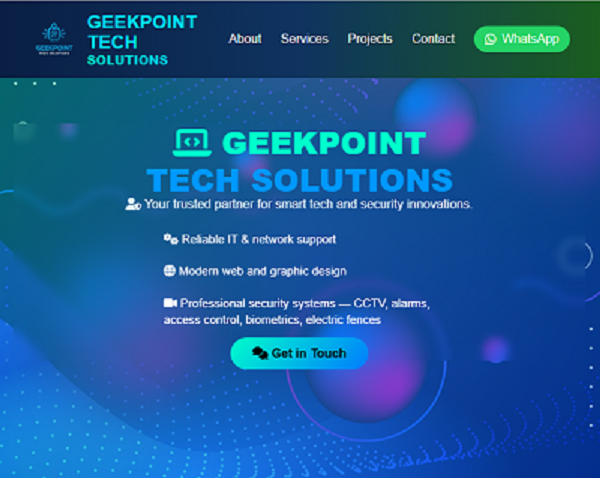 GEEKPOINT
TECH
SOLUTIONS
GEEKPOINT
TECH SOLUTIONS
About Services Projects Contact WhatsApp
GEEKPOINT
TECH SOLUTIONS
Your trusted partner for smart tech and security innovations.
Reliable IT & network support
Modern web and graphic design
Professional security systems — CCTV, alarms,
access control, biometrics, electric fences
Get in Touch